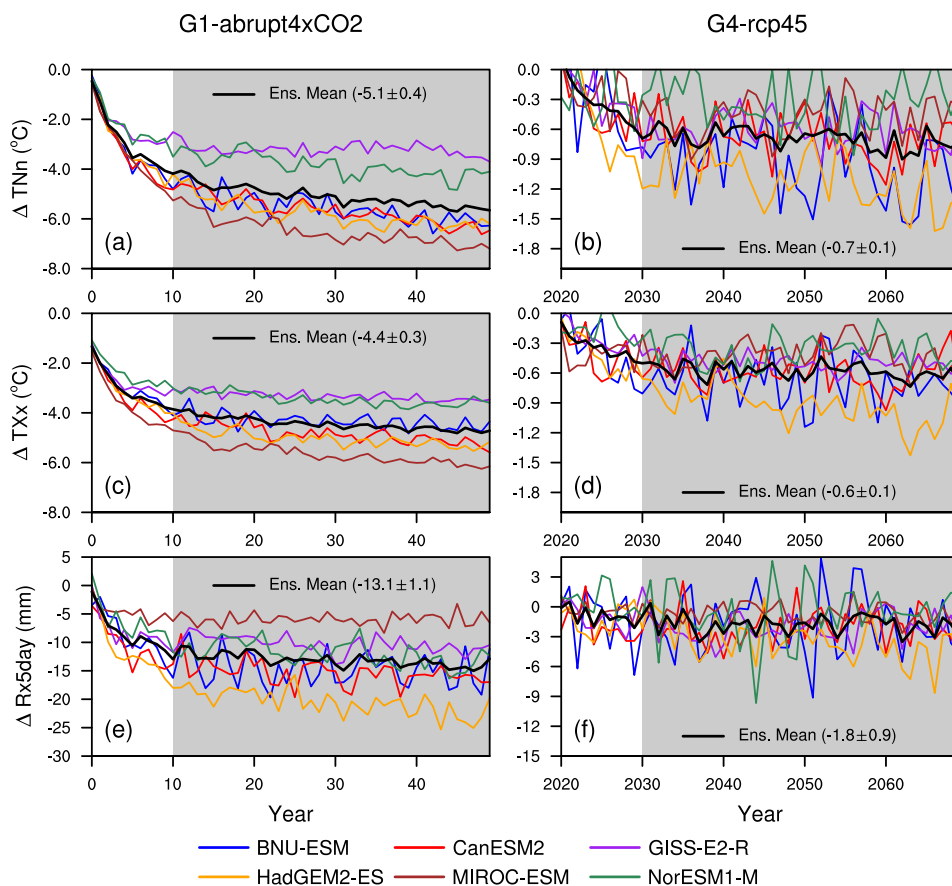 G1-abrupt4xCO2
G4-rcp45
Δ TNn (°C)
0.0
-2.0
-4.0
-6.0
-8.0
Ens. Mean (-5.1±0.4)
(a)
0
10
20
30
40
0.0
-0.3
-0.6
-0.9
-1.2
-1.5
-1.8
Ens. Mean (-0.7±0.1)
(b)
2020
2030
2040
2050
2060
Δ TXx (°C)
0.0
-2.0
-4.0
-6.0
-8.0
Ens. Mean (-4.4±0.3)
(c)
0
10
20
30
40
0.0
-0.3
-0.6
-0.9
-1.2
-1.5
-1.8
Ens. Mean (-0.6±0.1)
(d)
2020
2030
2040
2050
2060
Δ Rx5day (mm)
5
0
-5
-10
-15
-20
-25
-30
Ens. Mean (-13.1±1.1)
(e)
0
10
20
30
40
Year
3
0
-3
-6
-9
-12
-15
Ens. Mean (-1.8±0.9)
(f)
2020
2030
2040
2050
2060
Year
BNU-ESM
CanESM2
GISS-E2-R
HadGEM2-ES
MIROC-ESM
NorESM1-M